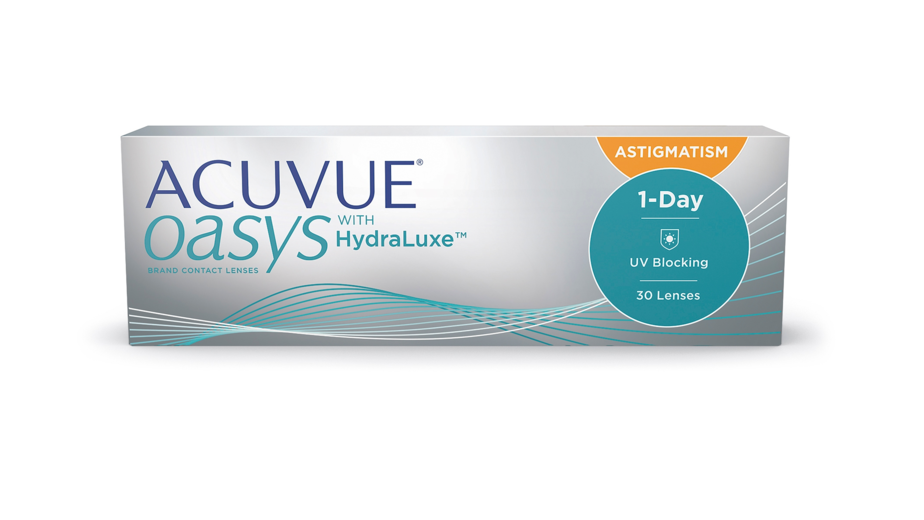 ACUVUE®
oasys WITH HydraLuxe™
BRAND CONTACT LENSES
ASTIGMATISM
1-Day
UV Blocking
30 Lenses